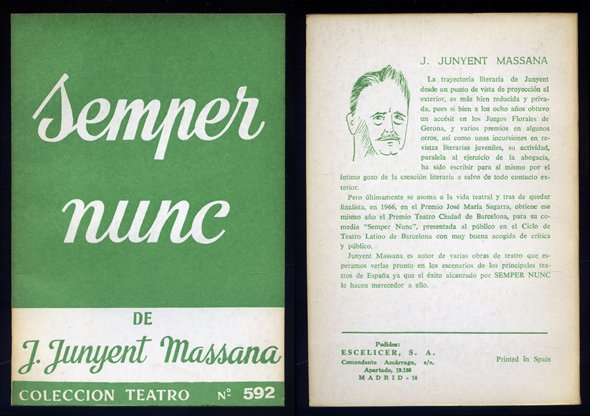 semper
nunc
DE
J. Junyent Massana
COLECCION TEATRO Nº 592
J. JUNYENT MASSANA
La trayectoria literaria de Junyent
desde un punto de vista de proyección al
exterior, es más bien reducida y priva-
da, pues si bien a los ocho años obtuvo
un accésit en los Juegos Florales de
Gerona, y varios premios en algunos
otros, así como unas incursiones en re-
vistas literarias juveniles, su actividad,
paralela al ejercicio de la abogacía,
ha sido escribir para sí mismo por el
íntimo gozo de la creación literaria a salvo de todo contacto ex-
terior.
Pero últimamente se asoma a la vida teatral y tras de quedar
finalista, en 1966, en el Premio José María Sagarra, obtiene ese
mismo año el Premio Teatro Ciudad de Barcelona, para su co-
media "Semper Nunc", presentada al público en el Ciclo de
Teatro Latino de Barcelona con muy buena acogida de crítica
y público.
Junyent Massana es autor de varias obras de teatro que es-
peramos verlas pronto en los escenarios de los principales tea-
tros de España ya que el éxito alcanzado por SEMPER NUNC
le hacen merecedor a ello.
Pedidos:
ESCELICER, S. A.
Comandante Azcárraga, s/n.
Apartado, 19.160
MADRID - 16
Printed in Spain